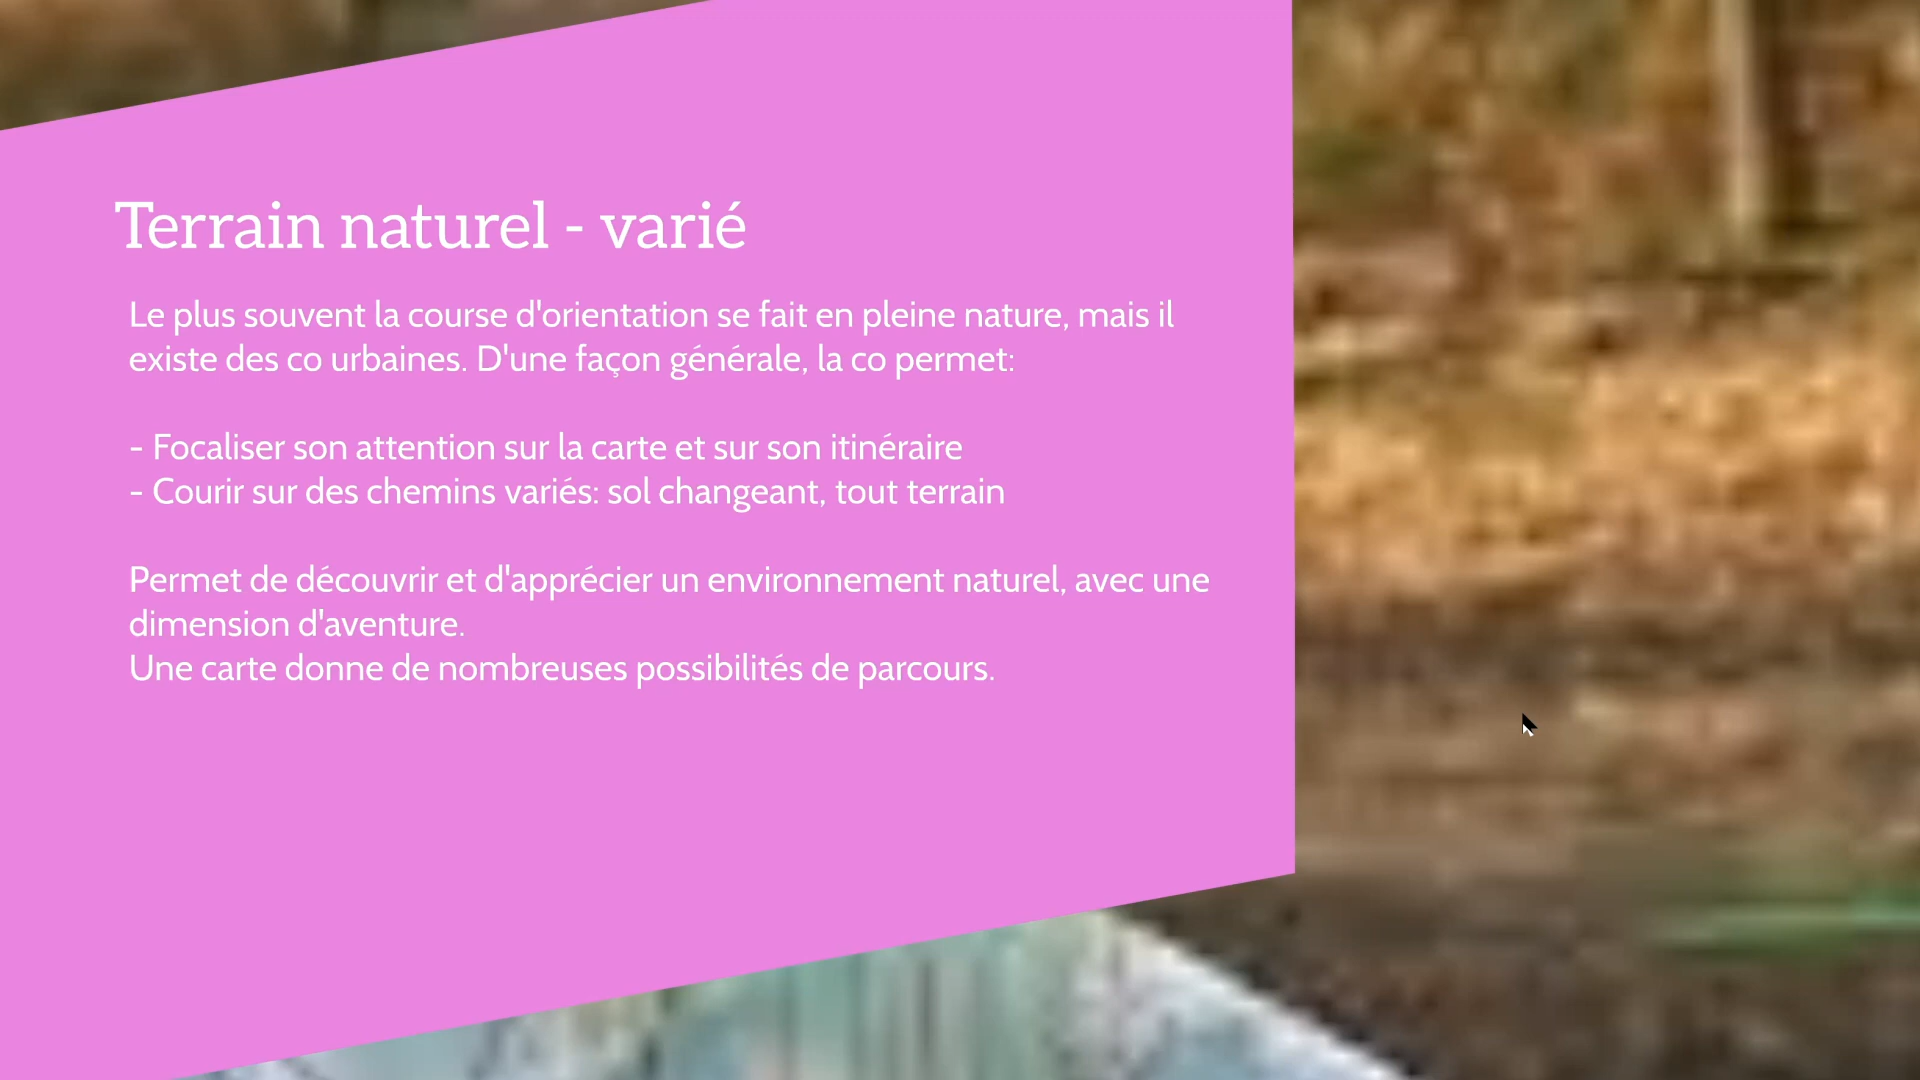 Terrain naturel - varié
Le plus souvent la course d'orientation se fait en pleine nature, mais il
existe des co urbaines. D'une façon générale, la co permet:
- Focaliser son attention sur la carte et sur son itinéraire
- Courir sur des chemins variés: sol changeant, tout terrain
Permet de découvrir et d'apprécier un environnement naturel, avec une
dimension d'aventure.
Une carte donne de nombreuses possibilités de parcours.